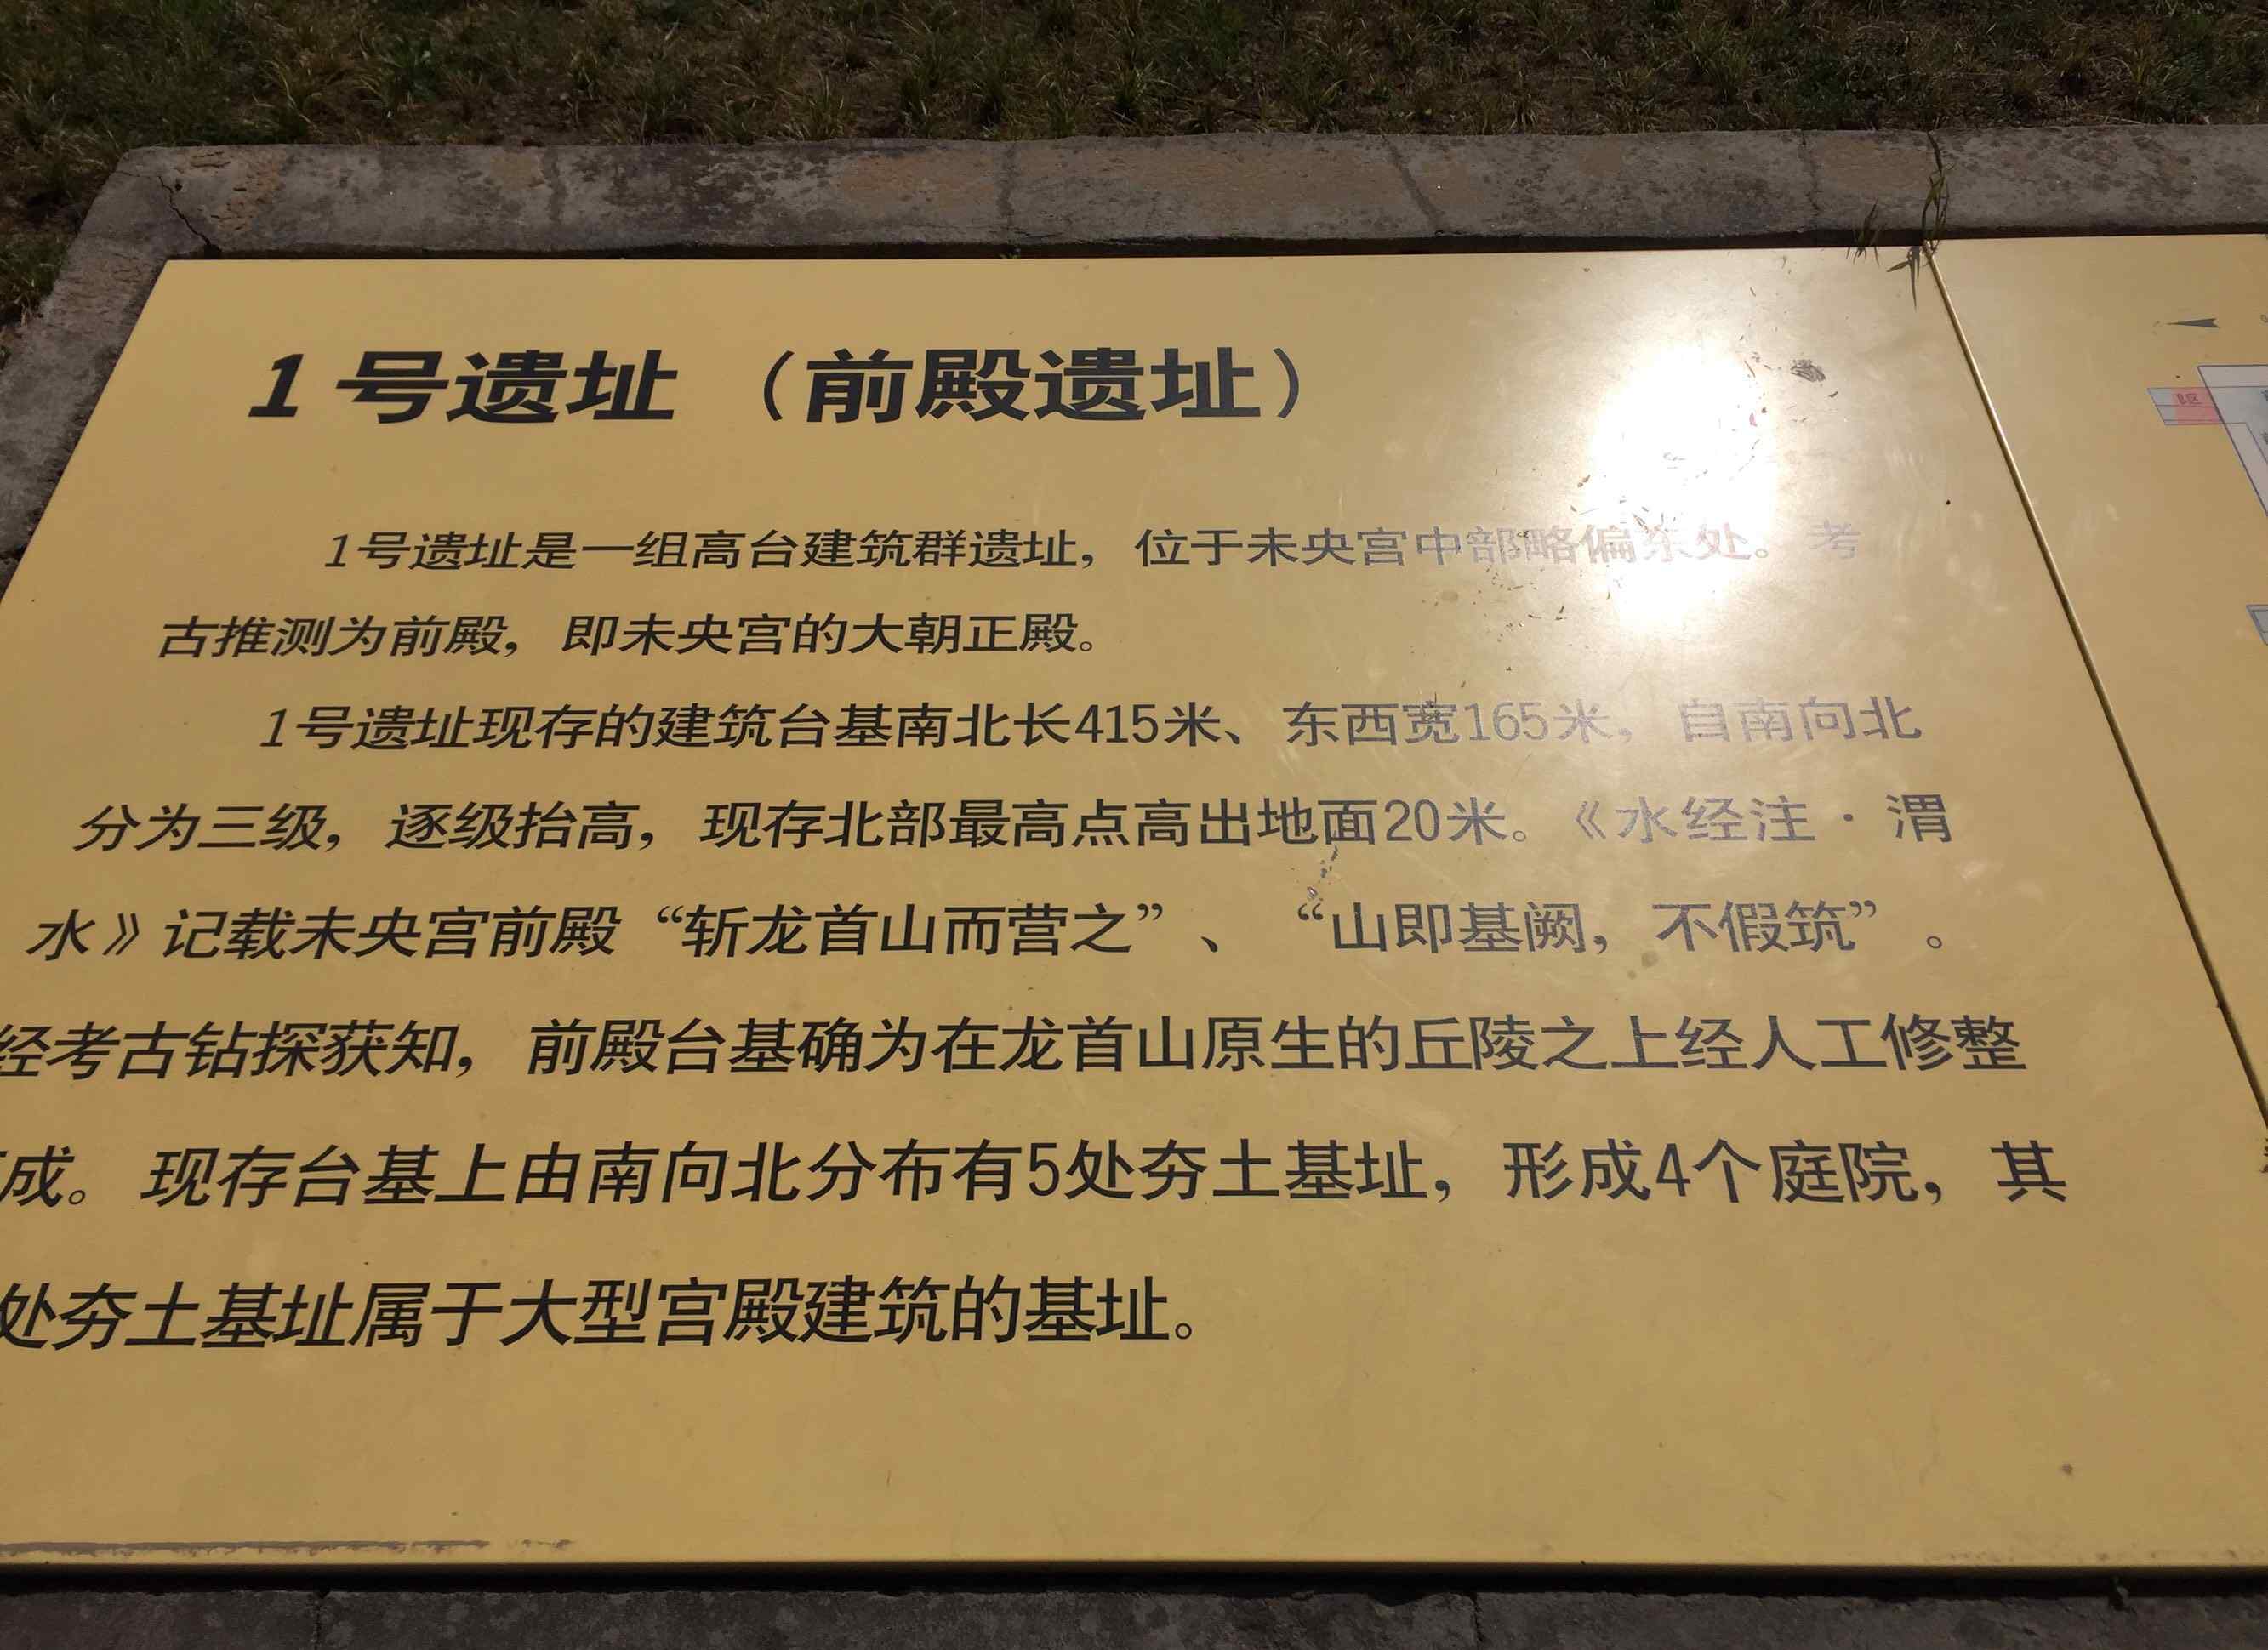 1号遗址（前殿遗址）
1号遗址是一组高台建筑群遗址，位于未央宫中部略偏东处。考
古推测为前殿，即未央宫的大朝正殿。
1号遗址现存的建筑台基南北长415米、东西宽165米，自南向北
分为三级，逐级抬高，现存北部最高点高出地面20米。《水经注·渭
水》记载未央宫前殿“斩龙首山而营之”、“山即基阙，不假筑”。
经考古钻探获知，前殿台基确为在龙首山原生的丘陵之上经人工修整
成。现存台基上由南向北分布有5处夯土基址，形成4个庭院，其
处夯土基址属于大型宫殿建筑的基址。
B区